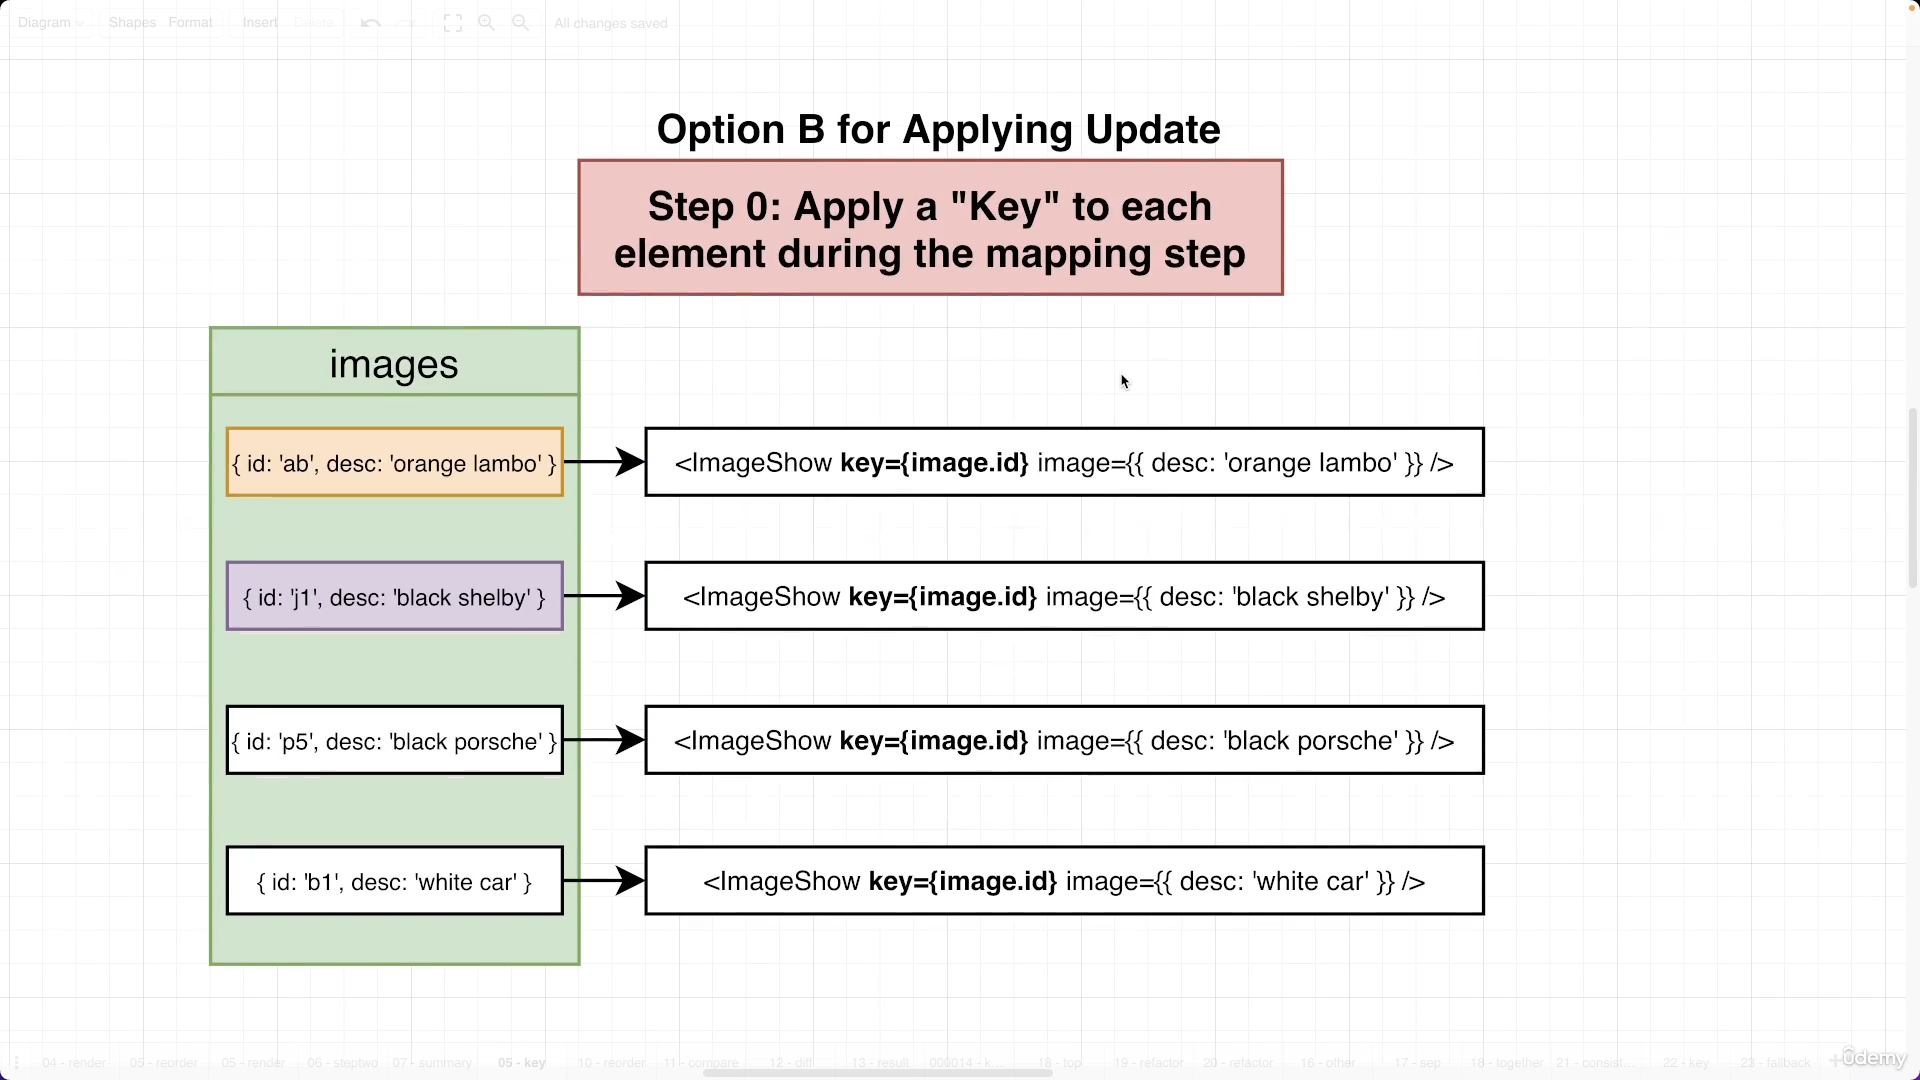 Diagram Shapes Format Insert Delete All changes saved
Option B for Applying Update
Step 0: Apply a "Key" to each
element during the mapping step
images
{ id: 'ab', desc: 'orange lambo' }
<ImageShow key={image.id} image={{ desc: 'orange lambo' }} />
{ id: 'j1', desc: 'black shelby' }
<ImageShow key={image.id} image={{ desc: 'black shelby' }} />
{ id: 'p5', desc: 'black porsche' }
<ImageShow key={image.id} image={{ desc: 'black porsche' }} />
{ id: 'b1', desc: 'white car' }
<ImageShow key={image.id} image={{ desc: 'white car' }} />
04 - render 05 - reorder 05 - render 06 - steptwo 07 - summary 05 - key 10 - reorder 11 - compare 12 - diff 13 - result 000014 - k... 18 - top 19 - refactor 20 - refactor 16 - other 17 - sep 18 - together 21 - consist... 22 - key 23 - fallback
ûdemy